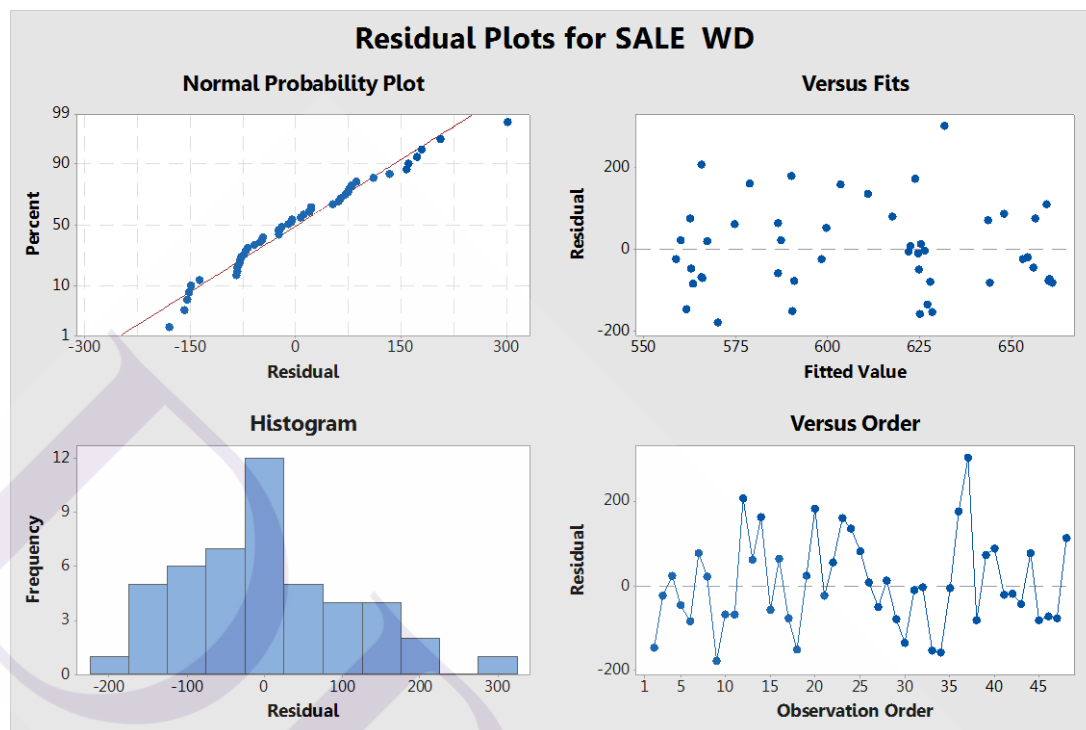 Residual Plots for SALE WD
Normal Probability Plot
99
90
50
10
1
Percent
-300 -150 0 150 300
Residual
Versus Fits
200
0
-200
Residual
550 575 600 625 650
Fitted Value
Histogram
12
9
6
3
0
Frequency
-200 -100 0 100 200 300
Residual
Versus Order
200
0
-200
Residual
1 5 10 15 20 25 30 35 40 45
Observation Order